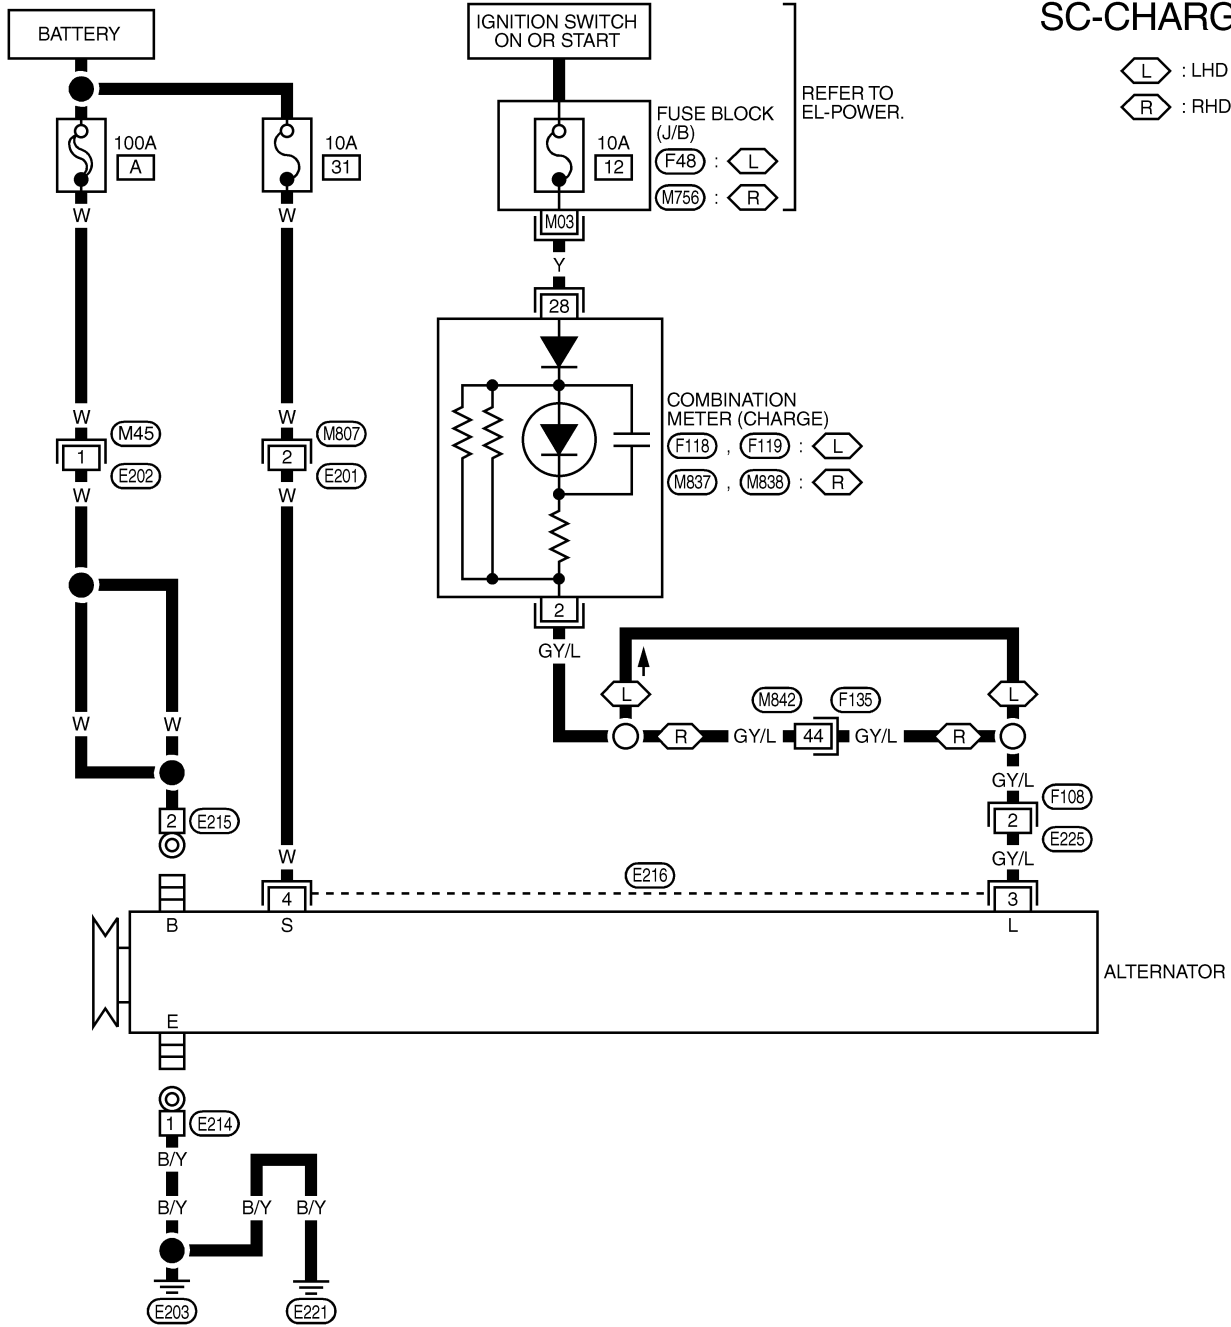 SC-CHARG
BATTERY
IGNITION SWITCH
ON OR START
L : LHD
R : RHD
REFER TO
EL-POWER.
FUSE BLOCK
(J/B)
100A
A
10A
31
10A
12
F48 : L
M756 : R
W
W
M03
Y
28
COMBINATION
METER (CHARGE)
F118 , F119 : L
M837 , M838 : R
W
W
M45
1
E202
M807
2
E201
W
W
2
GY/L
L
L
M842
F135
R
GY/L
44
GY/L
R
W
W
GY/L
F108
2
E225
GY/L
2
E215
W
E216
4
3
B
S
L
ALTERNATOR
E
1
E214
B/Y
B/Y
B/Y
B/Y
E203
E221